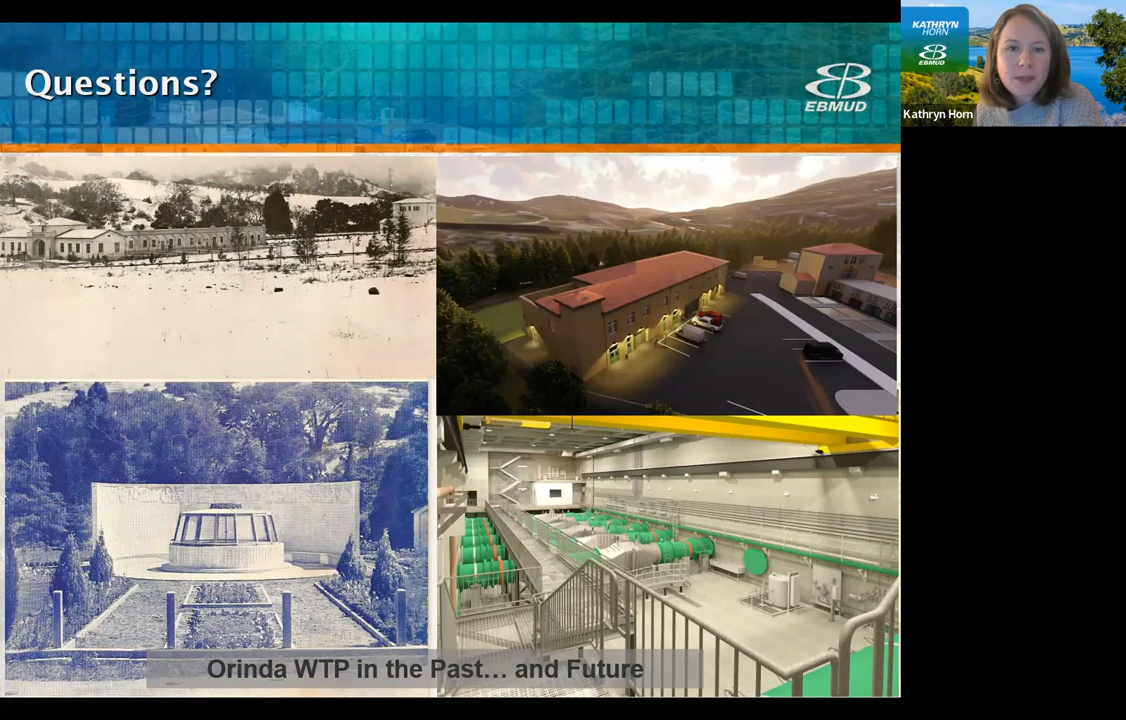 Questions?
EBMUD
KATHRYN
HORN
EBMUD
Kathryn Horn
Orinda WTP in the Past... and Future